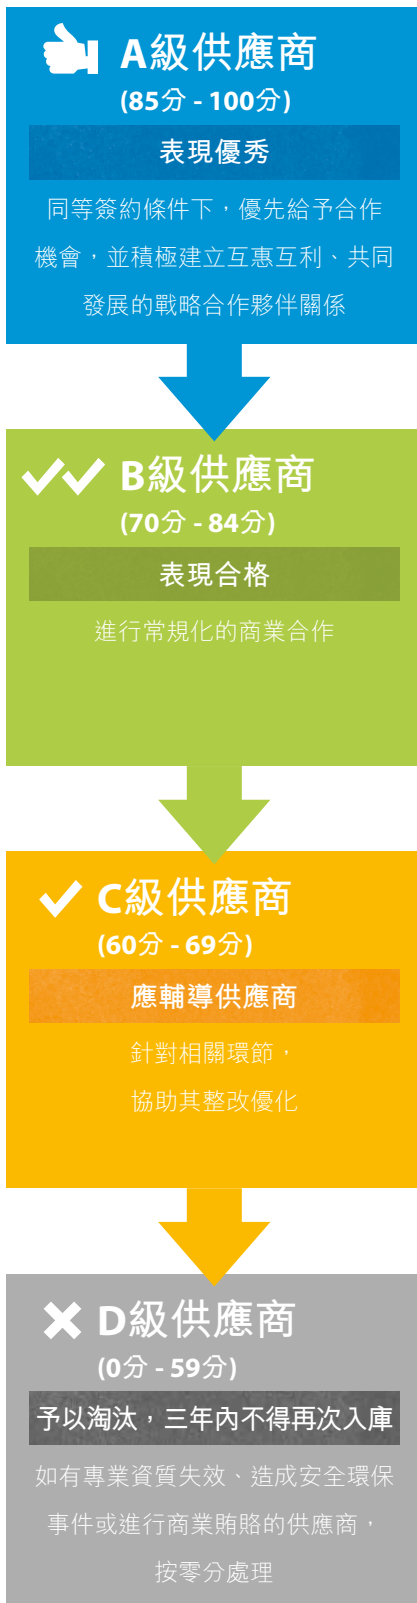 A級供應商
(85分 - 100分)
表現優秀
同等簽約條件下，優先給予合作
機會，並積極建立互惠互利、共同
發展的戰略合作夥伴關係
B級供應商
(70分 - 84分)
表現合格
進行常規化的商業合作
C級供應商
(60分 - 69分)
應輔導供應商
針對相關環節，
協助其整改優化
D級供應商
(0分 - 59分)
予以淘汰，三年內不得再次入庫
如有專業資質失效、造成安全環保
事件或進行商業賄賂的供應商，
按零分處理